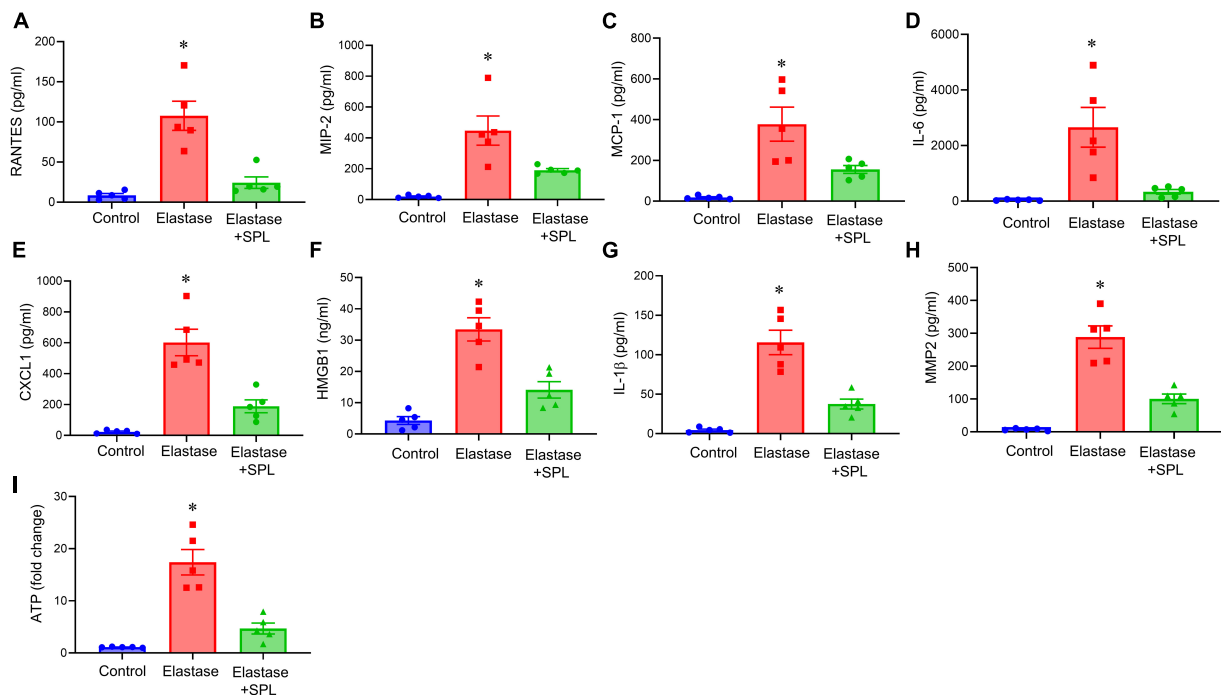 A
RANTES (pg/ml)
200
150
100
50
0
*
Control
Elastase
Elastase
+SPL
B
MIP-2 (pg/ml)
1000
800
600
400
200
0
*
Control
Elastase
Elastase
+SPL
C
MCP-1 (pg/ml)
800
600
400
200
0
*
Control
Elastase
Elastase
+SPL
D
IL-6 (pg/ml)
6000
4000
2000
0
*
Control
Elastase
Elastase
+SPL
E
CXCL1 (pg/ml)
1000
800
600
400
200
0
*
Control
Elastase
Elastase
+SPL
F
HMGB1 (ng/ml)
50
40
30
20
10
0
*
Control
Elastase
Elastase
+SPL
G
IL-1β (pg/ml)
150
100
50
0
200
*
Control
Elastase
Elastase
+SPL
H
MMP2 (pg/ml)
500
400
300
200
100
0
*
Control
Elastase
Elastase
+SPL
I
ATP (fold change)
30
20
10
0
*
Control
Elastase
Elastase
+SPL